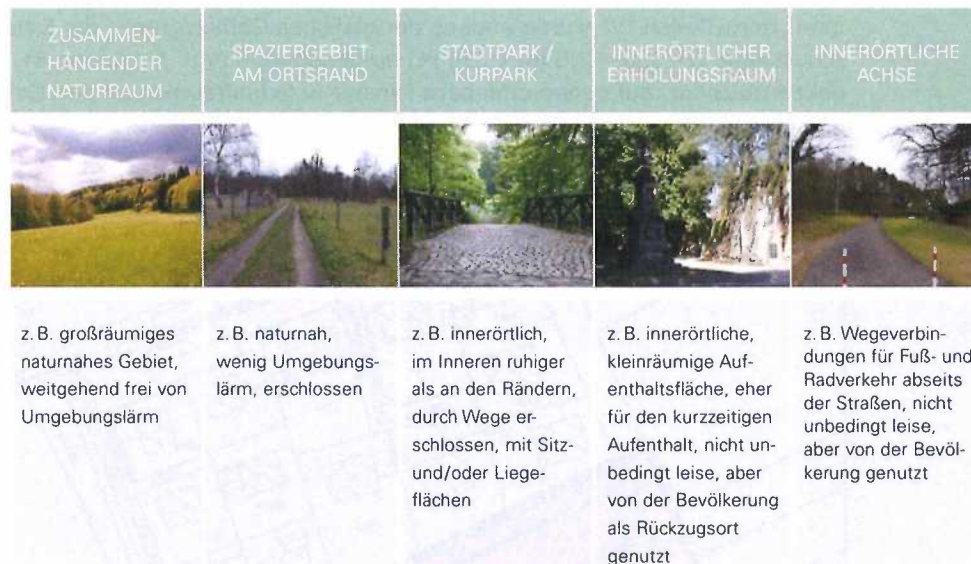 ZUSAMMEN-
HÄNGENDER
NATURRAUM
SPAZIERGEBIET
AM ORTSRAND
STADTPARK /
KURPARK
INNERÖRTLICHER
ERHOLUNGSRAUM
INNERÖRTLICHE
ACHSE
z. B. großräumiges
naturnahes Gebiet,
weitgehend frei von
Umgebungslärm
z. B. naturnah,
wenig Umgebungs-
lärm, erschlossen
z. B. innerörtlich,
im Inneren ruhiger
als an den Rändern,
durch Wege er-
schlossen, mit Sitz-
und/oder Liege-
flächen
z. B. innerörtliche,
kleinräumige Auf-
enthaltsfläche, eher
für den kurzzeitigen
Aufenthalt, nicht un-
bedingt leise, aber
von der Bevölkerung
als Rückzugsort
genutzt
z. B. Wegeverbin-
dungen für Fuß- und
Radverkehr abseits
der Straßen, nicht
unbedingt leise,
aber von der Bevöl-
kerung genutzt